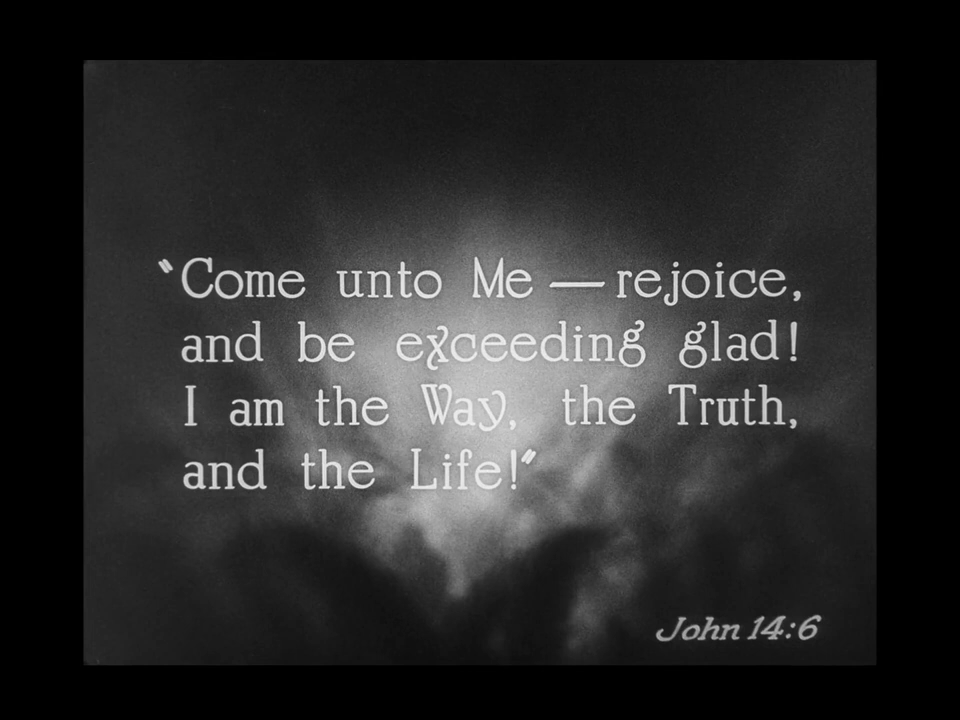 "Come unto Me — rejoice,
and be exceeding glad!
I am the Way, the Truth,
and the Life!"
John 14:6